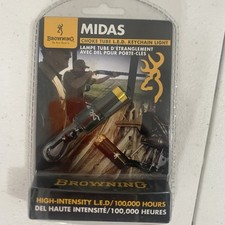 BROWNING
MIDAS
CHOKE TUBE L.E.D. KEYCHAIN LIGHT
LAMPE TUBE D'ÉTRANGLEMENT
AVEC DEL POUR PORTE-CLÉS
BROWNING
HIGH-INTENSITY L.E.D/100,000 HOURS
DEL HAUTE INTENSITÉ/100,000 HEURES